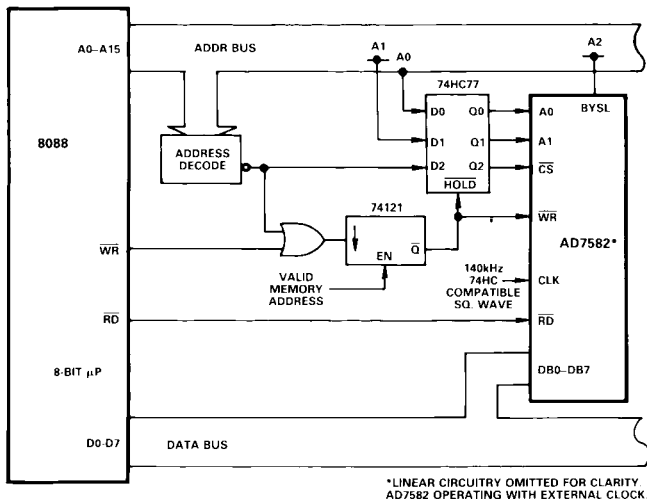 A0–A15
ADDR BUS
A1
A0
A2
74HC77
8088
ADDRESS
DECODE
D0
Q0
D1
Q1
D2
Q2
HOLD
A0
BYSL
A1
CS
WR
AD7582*
CLK
RD
DB0–DB7
74121
EN
Q
WR
VALID
MEMORY
ADDRESS
140kHz
74HC
COMPATIBLE
SQ. WAVE
RD
8-BIT μP
D0-D7
DATA BUS
*LINEAR CIRCUITRY OMITTED FOR CLARITY.
AD7582 OPERATING WITH EXTERNAL CLOCK